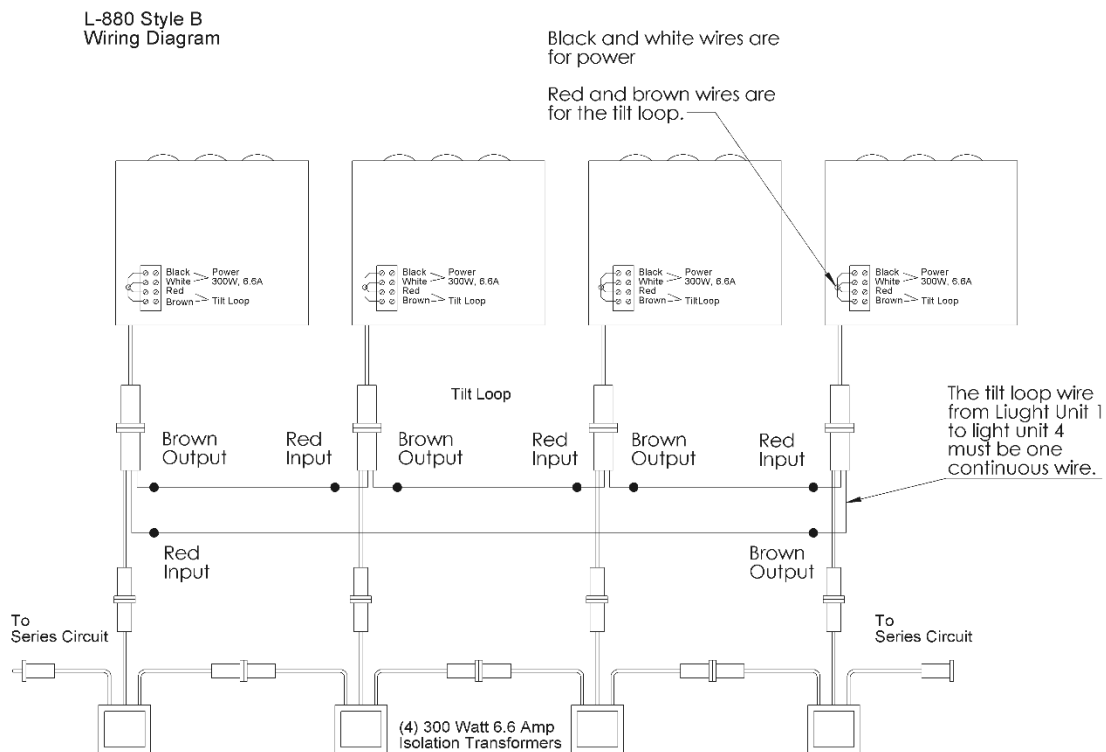 L-880 Style B
Wiring Diagram
Black and white wires are
for power
Red and brown wires are
for the tilt loop.
Black
White
Red
Brown
Power
300W, 6.6A
Tilt Loop
Black
White
Red
Brown
Power
300W, 6.6A
Tilt Loop
Black
White
Red
Brown
Power
300W, 6.6A
TiltLoop
Black
White
Red
Brown
Power
300W, 6.6A
Tilt Loop
Tilt Loop
The tilt loop wire
from Liught Unit 1
to light unit 4
must be one
continuous wire.
Brown
Output
Red
Input
Brown
Output
Red
Input
Brown
Output
Red
Input
Red
Input
Brown
Output
To
Series Circuit
To
Series Circuit
(4) 300 Watt 6.6 Amp
Isolation Transformers